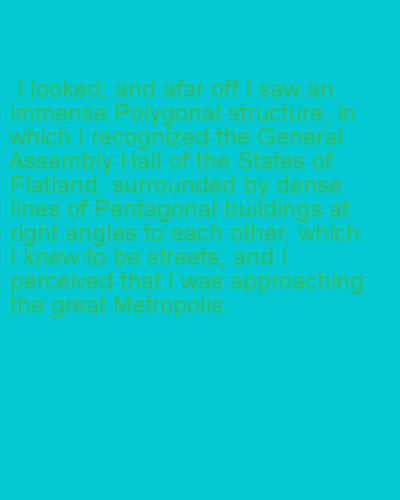 I looked, and afar off I saw an
immense Polygonal structure, in
which I recognized the General
Assembly Hall of the States of
Flatland, surrounded by dense
lines of Pentagonal buildings at
right angles to each other, which
I knew to be streets; and I
perceived that I was approaching
the great Metropolis.